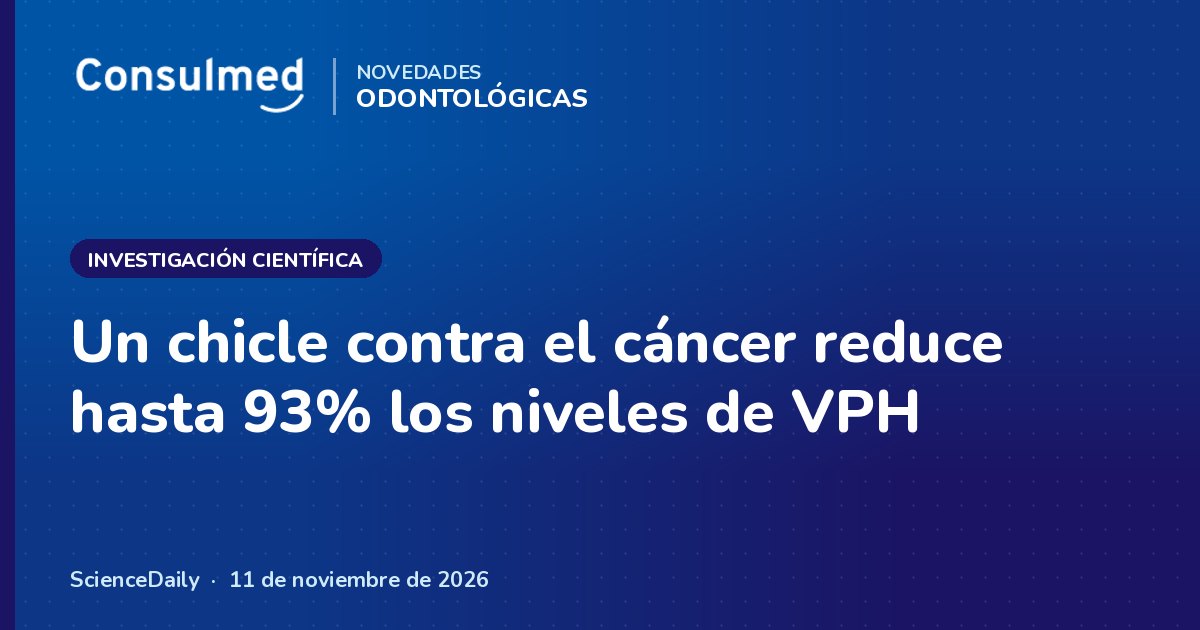 Consulmed
NOVEDADES
ODONTOLÓGICAS
INVESTIGACIÓN CIENTÍFICA
Un chicle contra el cáncer reduce
hasta 93% los niveles de VPH
ScienceDaily · 11 de noviembre de 2026